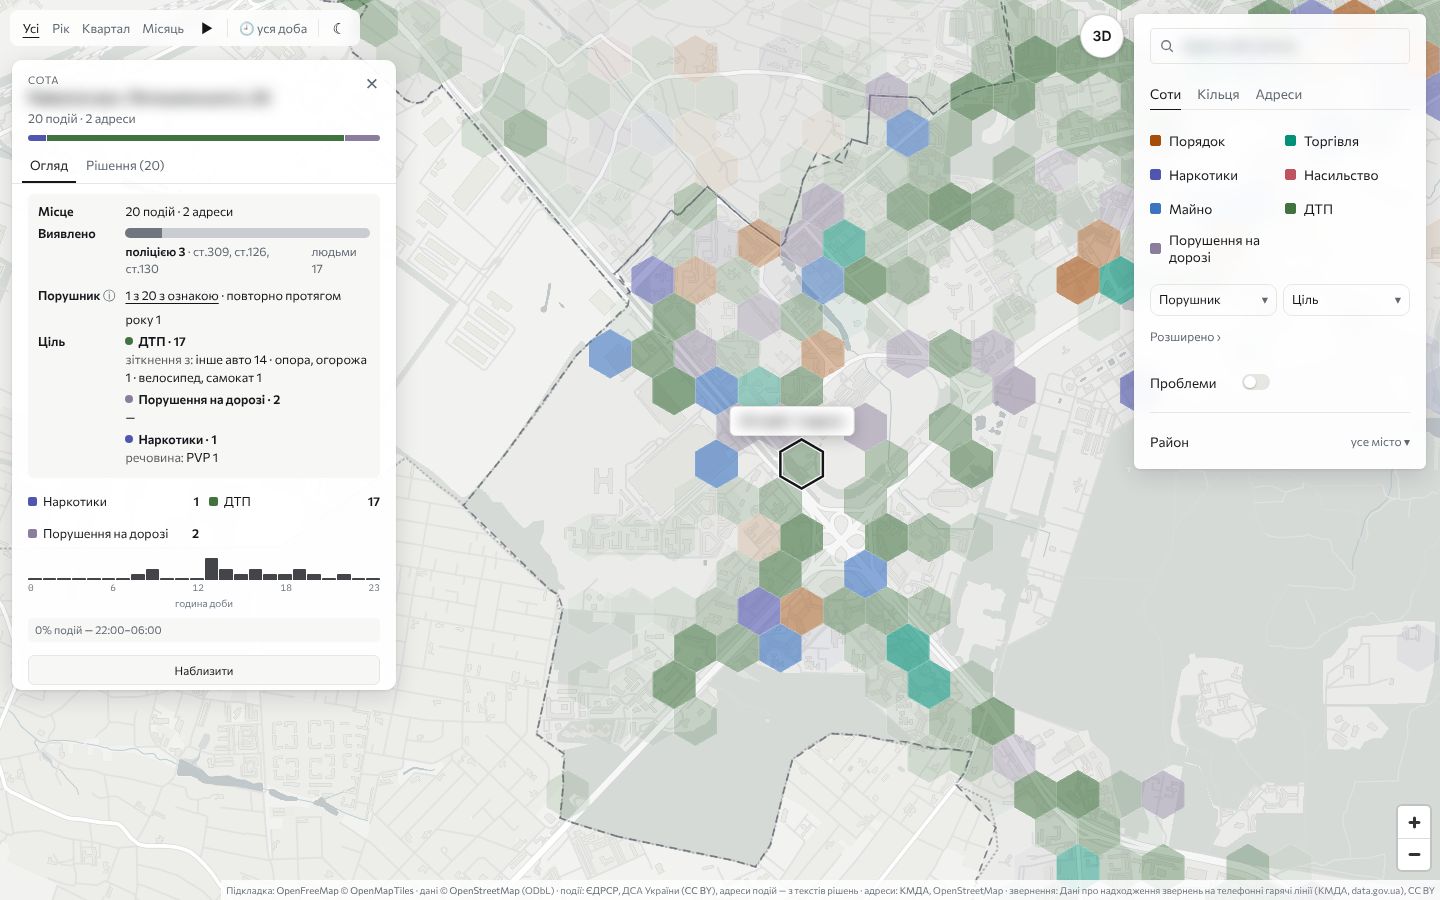 Усі Рік Квартал Місяць уся доба
СОТА
20 подій · 2 адреси
Огляд Рішення (20)
Місце 20 подій · 2 адреси
Виявлено
поліцією 3 · ст.309, ст.126, ст.130 людьми 17
Порушник 1 з 20 з ознакою · повторно протягом
року 1
Ціль ДТП · 17
зіткнення з: інше авто 14 · опора, огорожа
1 · велосипед, самокат 1
Порушення на дорозі · 2
—
Наркотики · 1
речовина: PVP 1
Наркотики 1 ДТП 17
Порушення на дорозі 2
0 6 12 18 23
година доби
0% подій — 22:00–06:00
Наблизити
3D
Соти Кільця Адреси
Порядок Торгівля
Наркотики Насильство
Майно ДТП
Порушення на
дорозі
Порушник Ціль
Розширено ›
Проблеми
Район усе місто
+
−
Підкладка: OpenFreeMap © OpenMapTiles · дані © OpenStreetMap (ODbL) · події: ЄДРСР, ДСА України (CC BY), адреси подій — з текстів рішень · адреси: КМДА, OpenStreetMap · звернення: Дані про надходження звернень на телефонні гарячі лінії (КМДА, data.gov.ua), CC BY